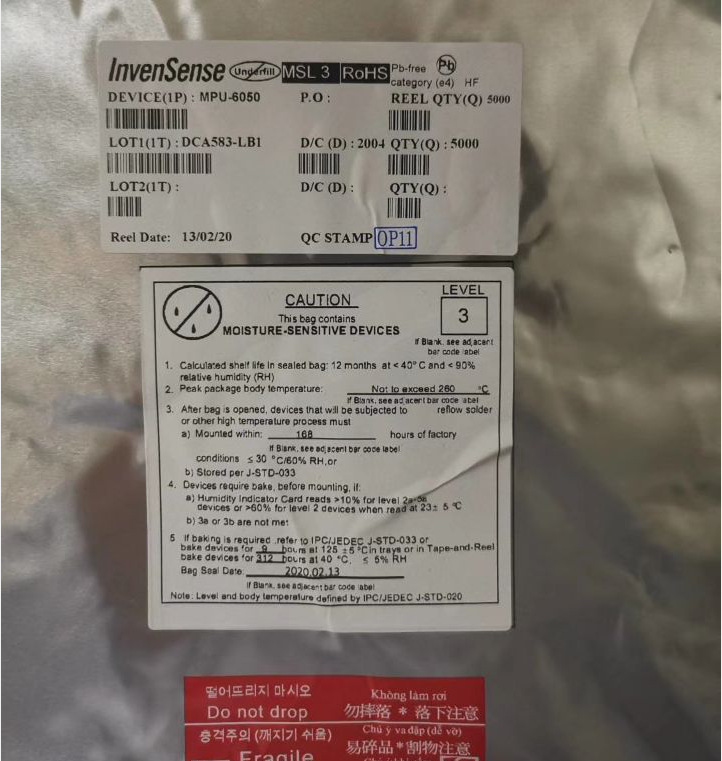 InvenSense Underfill MSL 3 RoHS Pb-free Pb
category (e4) HF
DEVICE(1P) : MPU-6050 P.O : REEL QTY(Q) 5000
LOT1(1T) : DCA583-LB1 D/C (D) : 2004 QTY(Q) : 5000
LOT2(1T) : D/C (D) : QTY(Q) :
Reel Date: 13/02/20 QC STAMP OP11
CAUTION
This bag contains
MOISTURE-SENSITIVE DEVICES
LEVEL
3
If Blank, see adjacent
bar code label
1. Calculated shelf life in sealed bag: 12 months at < 40°C and < 90%
relative humidity (RH)
2. Peak package body temperature: Not to exceed 260 °C
If Blank, see adjacent bar code label
3. After bag is opened, devices that will be subjected to reflow solder
or other high temperature process must
a) Mounted within: 168 hours of factory
If Blank, see adjacent bar code label
conditions ≤ 30 °C/60% RH,or
b) Stored per J-STD-033
4. Devices require bake, before mounting, if:
a) Humidity Indicator Card reads >10% for level 2a-5a
devices or >60% for level 2 devices when read at 23± 5 °C
b) 3a or 3b are not met
5 If baking is required ,refer to IPC/JEDEC J-STD-033 or
bake devices for 9 hours at 125 ±5 °C in trays or in Tape-and-Reel
bake devices for 312 hours at 40 °C, ≤ 5% RH
Bag Seal Date: 2020.02.13
If Blank, see adjacent bar code label
Note: Level and body temperature defined by IPC/JEDEC J-STD-020
떨어뜨리지 마시오
Do not drop
충격주의 (깨지기 쉬움)
Fragile
Không làm rơi
勿摔落 * 落下注意
Chú ý va đập (dễ vỡ)
易碎品*割物注意